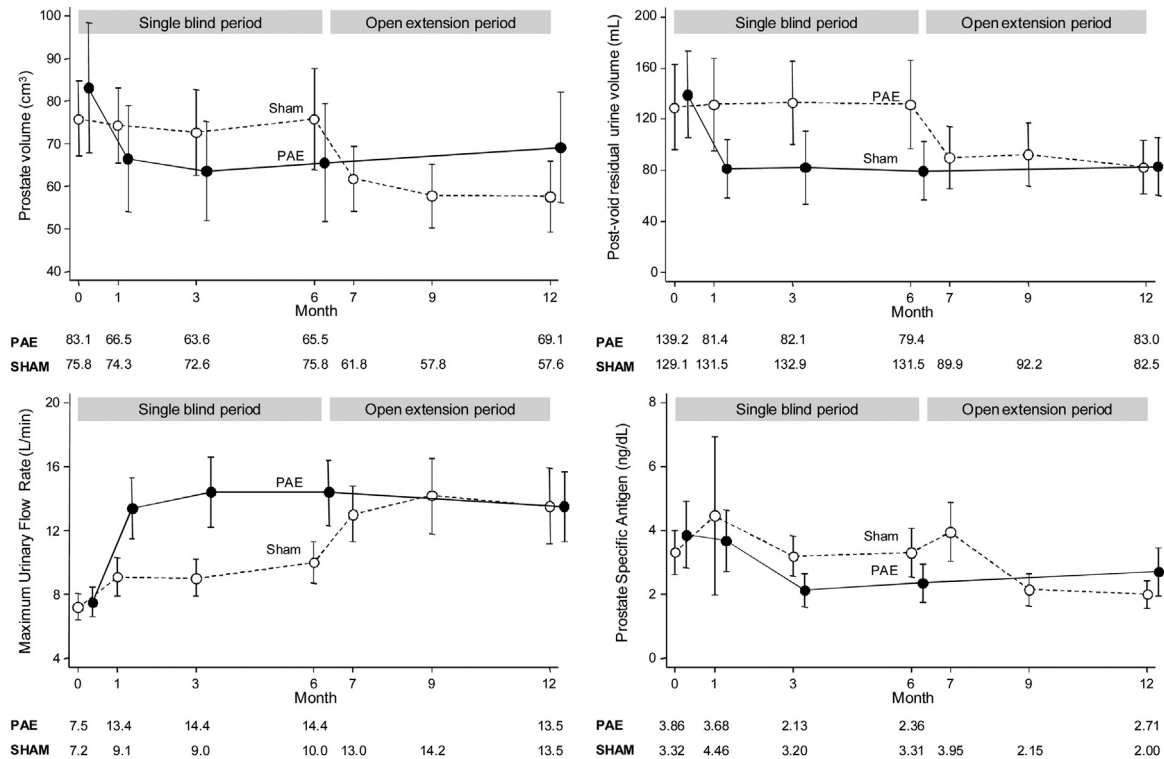 Single blind period Open extension period
Prostate volume (cm³)
100
80
90
70
60
50
40
Sham
PAE
0 1 3 6 7 9 12
Month
PAE 83.1 66.5 63.6 65.5 69.1
SHAM 75.8 74.3 72.6 75.8 61.8 57.8 57.6
Single blind period Open extension period
Post-void residual urine volume (mL)
200
160
120
80
40
0
PAE
Sham
0 1 3 6 7 9 12
Month
PAE 139.2 81.4 82.1 79.4 83.0
SHAM 129.1 131.5 132.9 131.5 89.9 92.2 82.5
Single blind period Open extension period
Maximum Urinary Flow Rate (L/min)
20
16
12
8
4
PAE
Sham
0 1 3 6 7 9 12
Month
PAE 7.5 13.4 14.4 14.4 13.5
SHAM 7.2 9.1 9.0 10.0 13.0 14.2 13.5
Single blind period Open extension period
Prostate Specific Antigen (ng/dL)
8
6
4
2
0
Sham
PAE
0 1 3 6 7 9 12
Month
PAE 3.86 3.68 2.13 2.36 2.71
SHAM 3.32 4.46 3.20 3.31 3.95 2.15 2.00